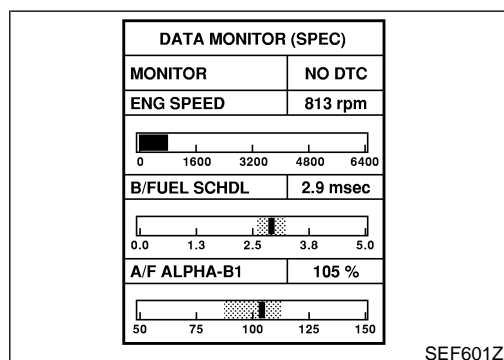 DATA MONITOR (SPEC)
MONITOR NO DTC
ENG SPEED 813 rpm
0 1600 3200 4800 6400
B/FUEL SCHDL 2.9 msec
0.0 1.3 2.5 3.8 5.0
A/F ALPHA-B1 105 %
50 75 100 125 150
SEF601Z